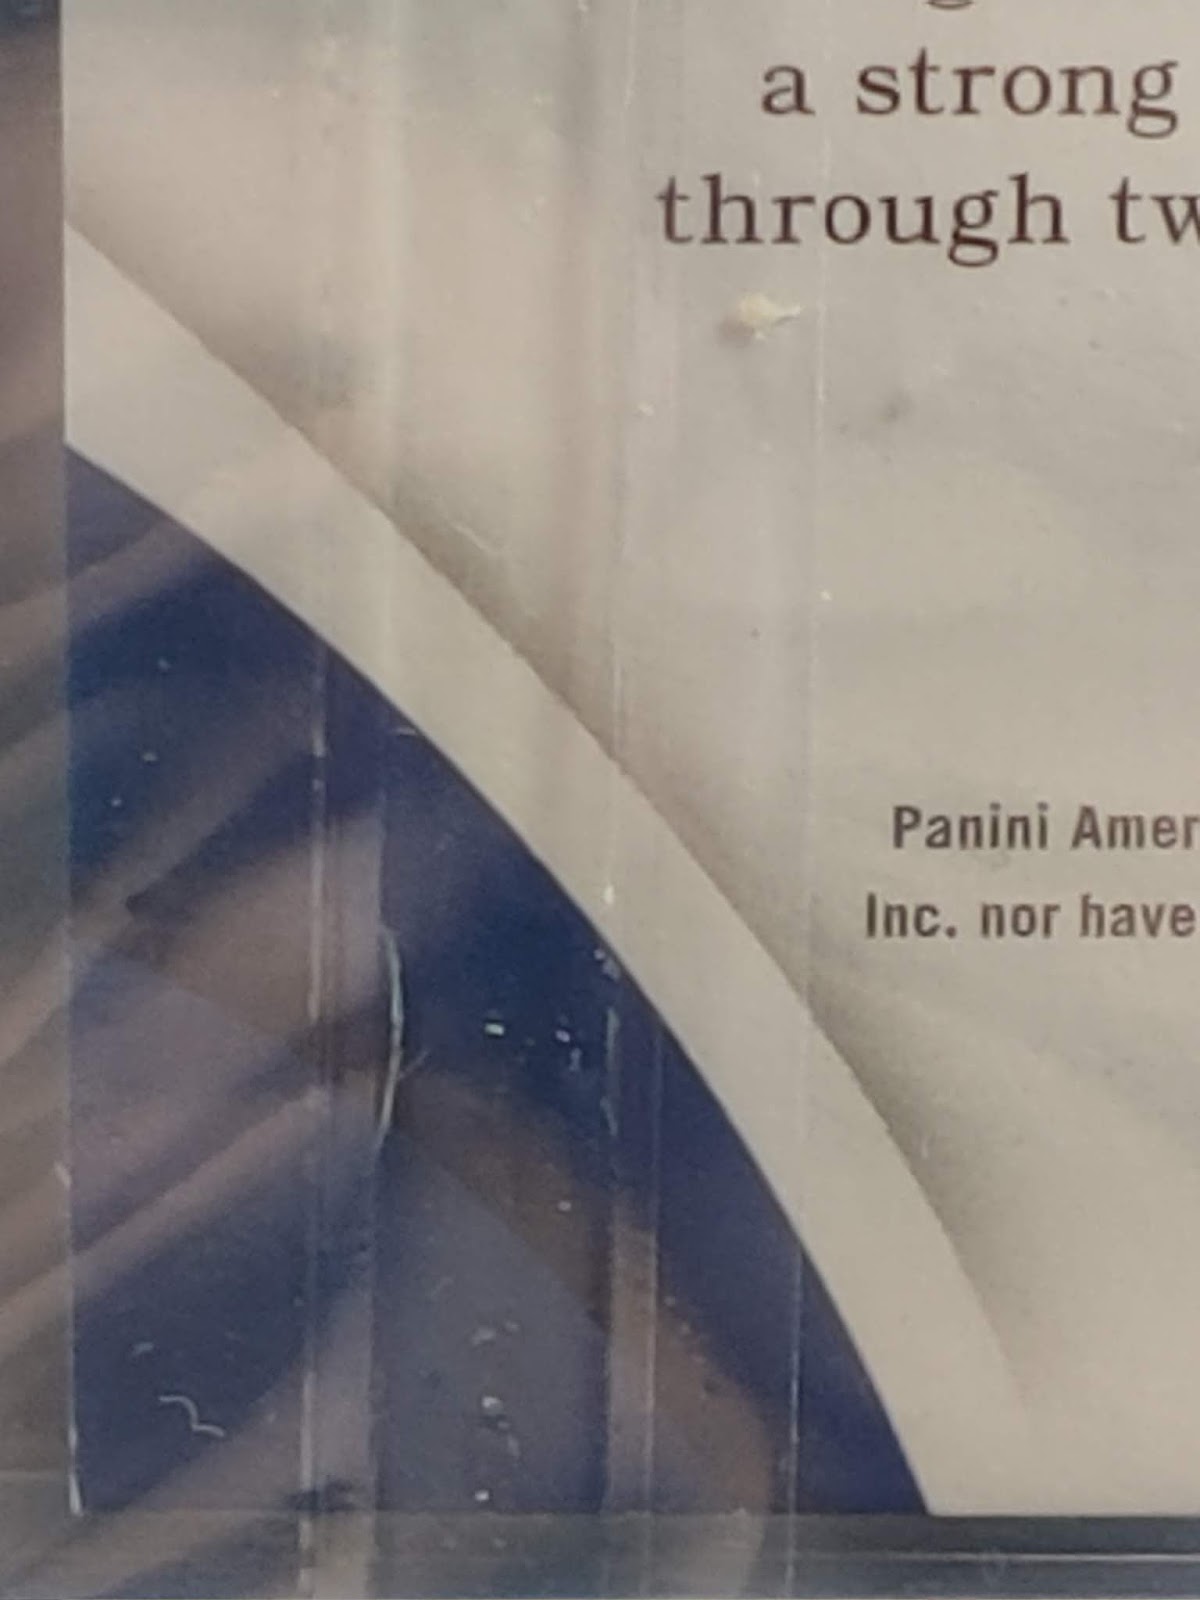 a strong
through tw
Panini Amer
Inc. nor have